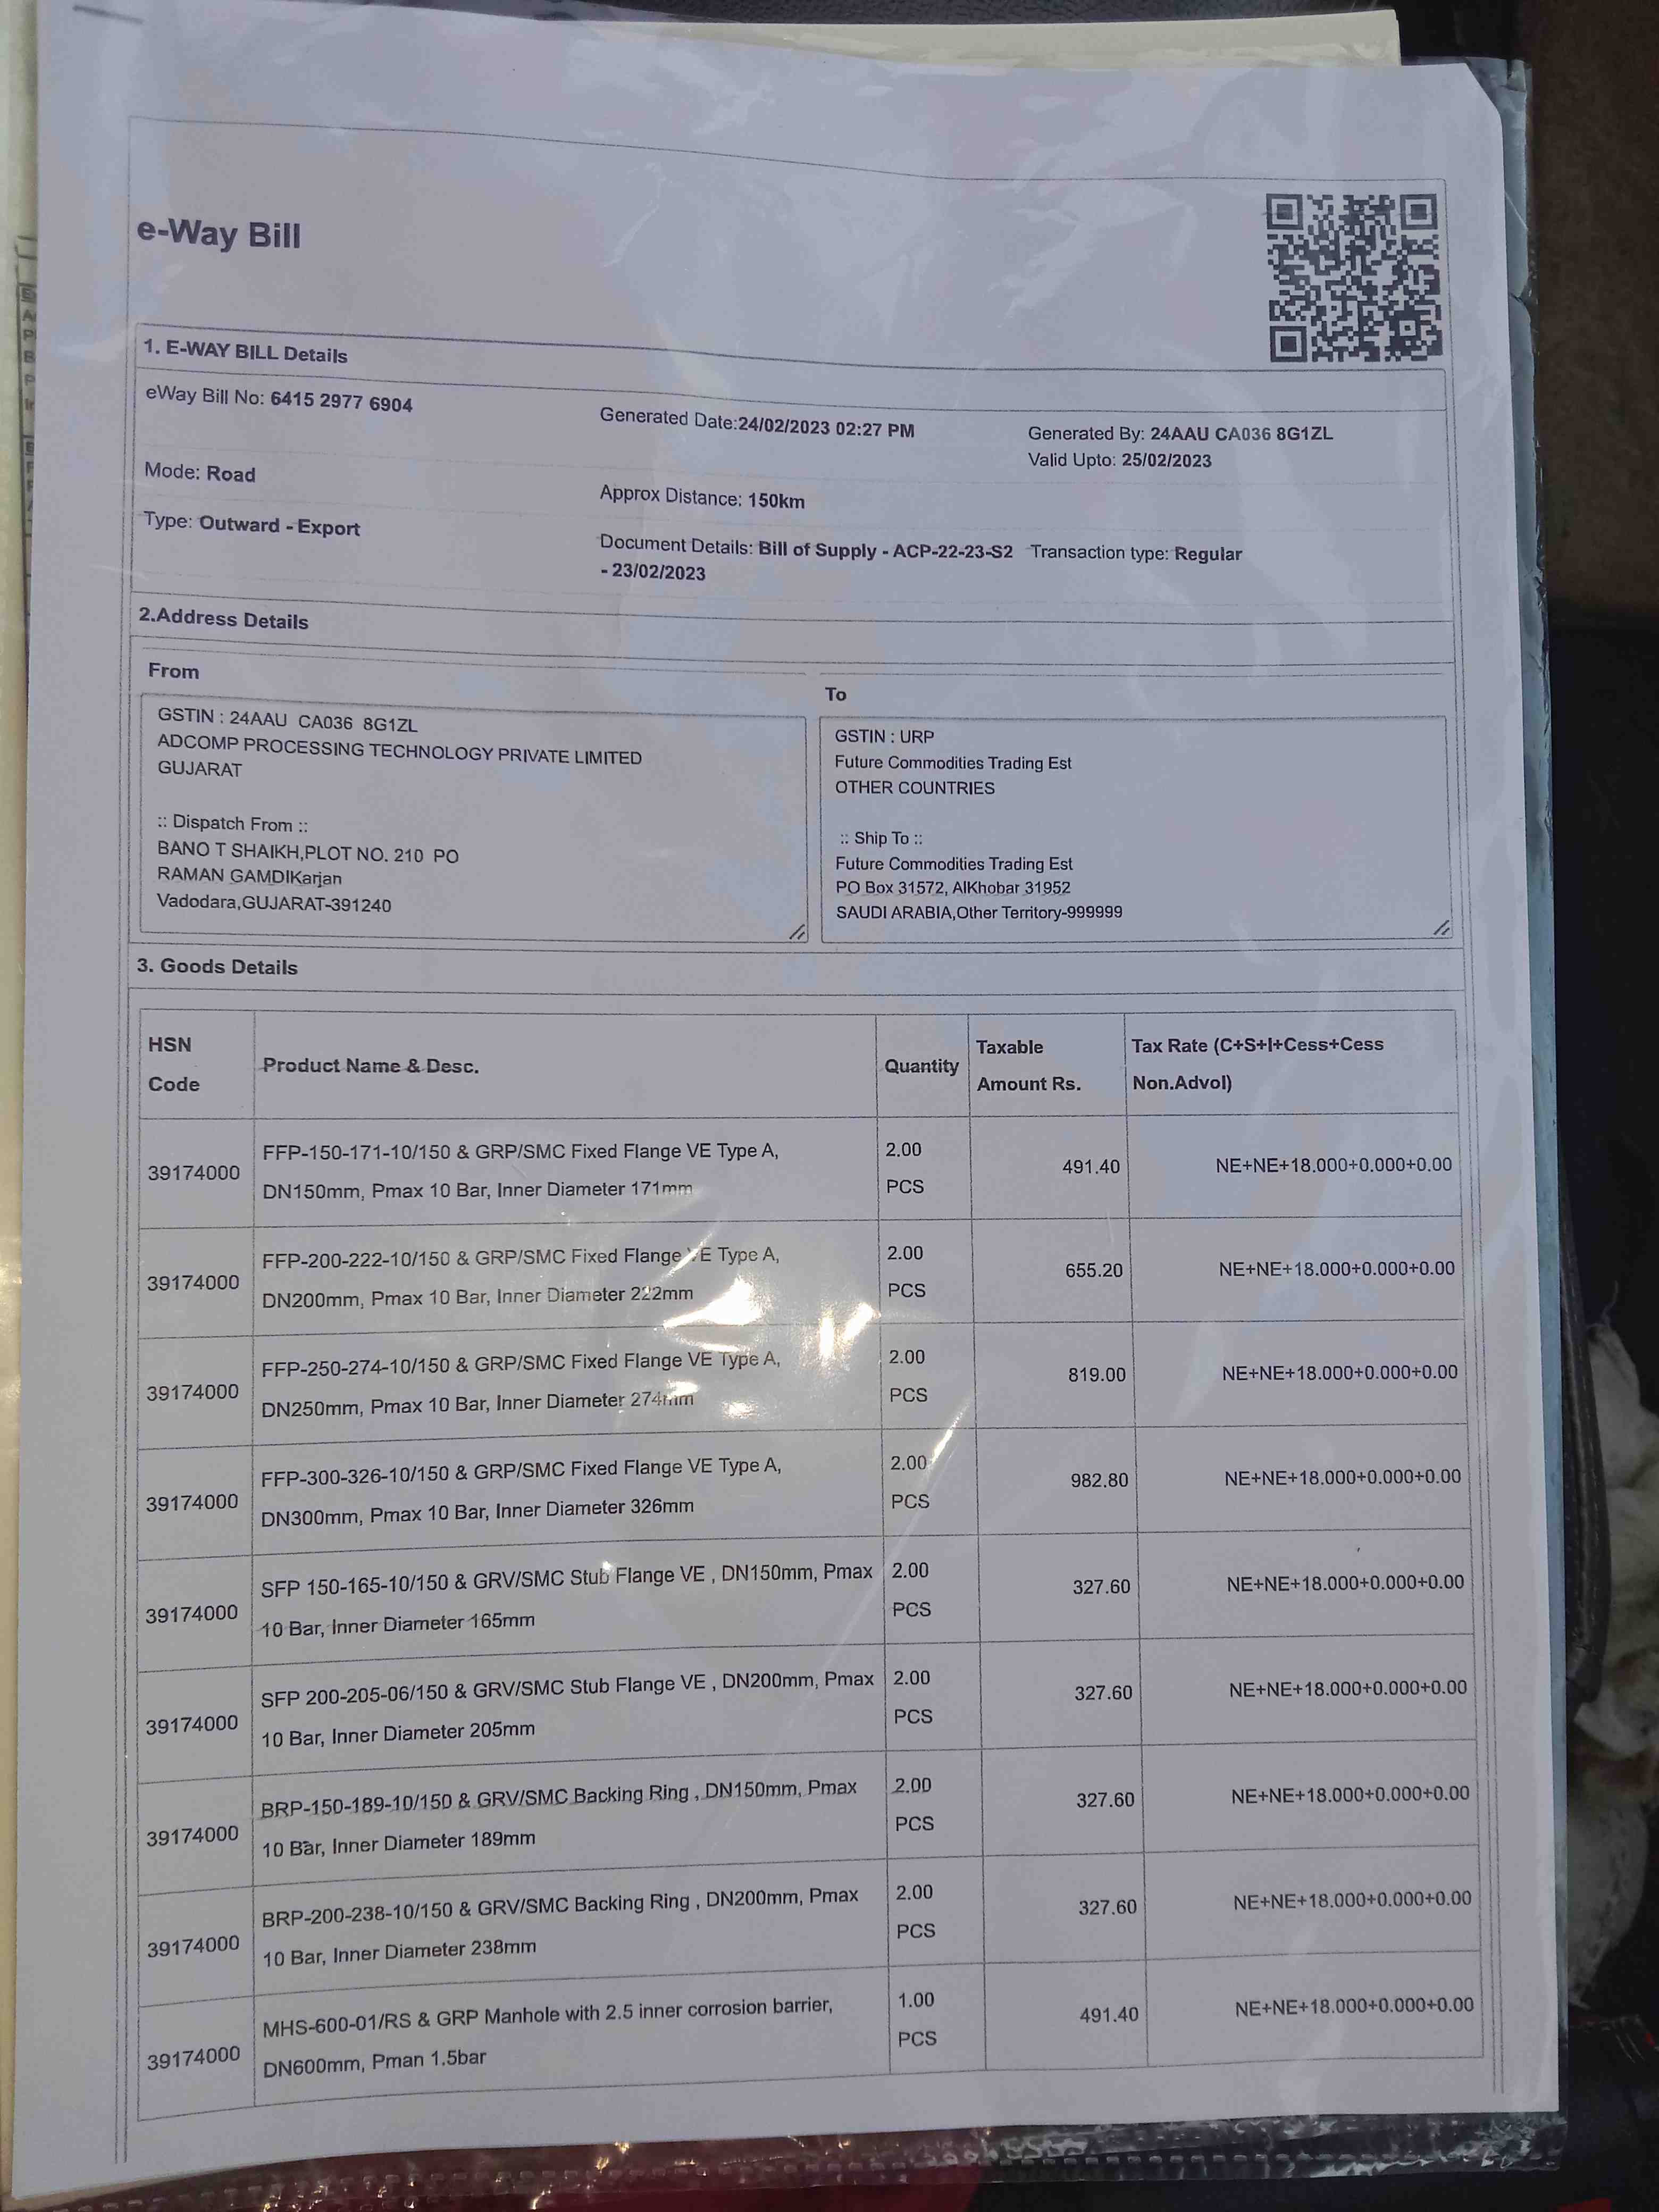 e-Way Bill
1. E-WAY BILL Details
eWay Bill No: 6415 2977 6904
Generated Date:24/02/2023 02:27 PM
Generated By: 24AAU CA036 8G1ZL
Valid Upto: 25/02/2023
Mode: Road
Approx Distance: 150km
Type: Outward - Export
Document Details: Bill of Supply - ACP-22-23-S2
- 23/02/2023
Transaction type: Regular
2.Address Details
From
GSTIN : 24AAU CA036 8G1ZL
ADCOMP PROCESSING TECHNOLOGY PRIVATE LIMITED
GUJARAT
:: Dispatch From ::
BANO T SHAIKH,PLOT NO. 210 PO
RAMAN GAMDIKarjan
Vadodara,GUJARAT-391240
To
GSTIN : URP
Future Commodities Trading Est
OTHER COUNTRIES
:: Ship To ::
Future Commodities Trading Est
PO Box 31572, AlKhobar 31952
SAUDI ARABIA,Other Territory-999999
3. Goods Details
HSN
Code
Product Name & Desc.
Quantity
Taxable
Amount Rs.
Tax Rate (C+S+I+Cess+Cess
Non.Advol)
39174000
FFP-150-171-10/150 & GRP/SMC Fixed Flange VE Type A,
DN150mm, Pmax 10 Bar, Inner Diameter 171mm
2.00
PCS
491.40
NE+NE+18.000+0.000+0.00
39174000
FFP-200-222-10/150 & GRP/SMC Fixed Flange VE Type A,
DN200mm, Pmax 10 Bar, Inner Diameter 222mm
2.00
PCS
655.20
NE+NE+18.000+0.000+0.00
39174000
FFP-250-274-10/150 & GRP/SMC Fixed Flange VE Type A,
DN250mm, Pmax 10 Bar, Inner Diameter 274mm
2.00
PCS
819.00
NE+NE+18.000+0.000+0.00
39174000
FFP-300-326-10/150 & GRP/SMC Fixed Flange VE Type A,
DN300mm, Pmax 10 Bar, Inner Diameter 326mm
2.00
PCS
982.80
NE+NE+18.000+0.000+0.00
39174000
SFP 150-165-10/150 & GRV/SMC Stub Flange VE , DN150mm, Pmax
10 Bar, Inner Diameter 165mm
2.00
PCS
327.60
NE+NE+18.000+0.000+0.00
39174000
SFP 200-205-06/150 & GRV/SMC Stub Flange VE , DN200mm, Pmax
10 Bar, Inner Diameter 205mm
2.00
PCS
327.60
NE+NE+18.000+0.000+0.00
39174000
BRP-150-189-10/150 & GRV/SMC Backing Ring , DN150mm, Pmax
10 Bar, Inner Diameter 189mm
2.00
PCS
327.60
NE+NE+18.000+0.000+0.00
39174000
BRP-200-238-10/150 & GRV/SMC Backing Ring , DN200mm, Pmax
10 Bar, Inner Diameter 238mm
2.00
PCS
327.60
NE+NE+18.000+0.000+0.00
39174000
MHS-600-01/RS & GRP Manhole with 2.5 inner corrosion barrier,
DN600mm, Pman 1.5bar
1.00
PCS
491.40
NE+NE+18.000+0.000+0.00